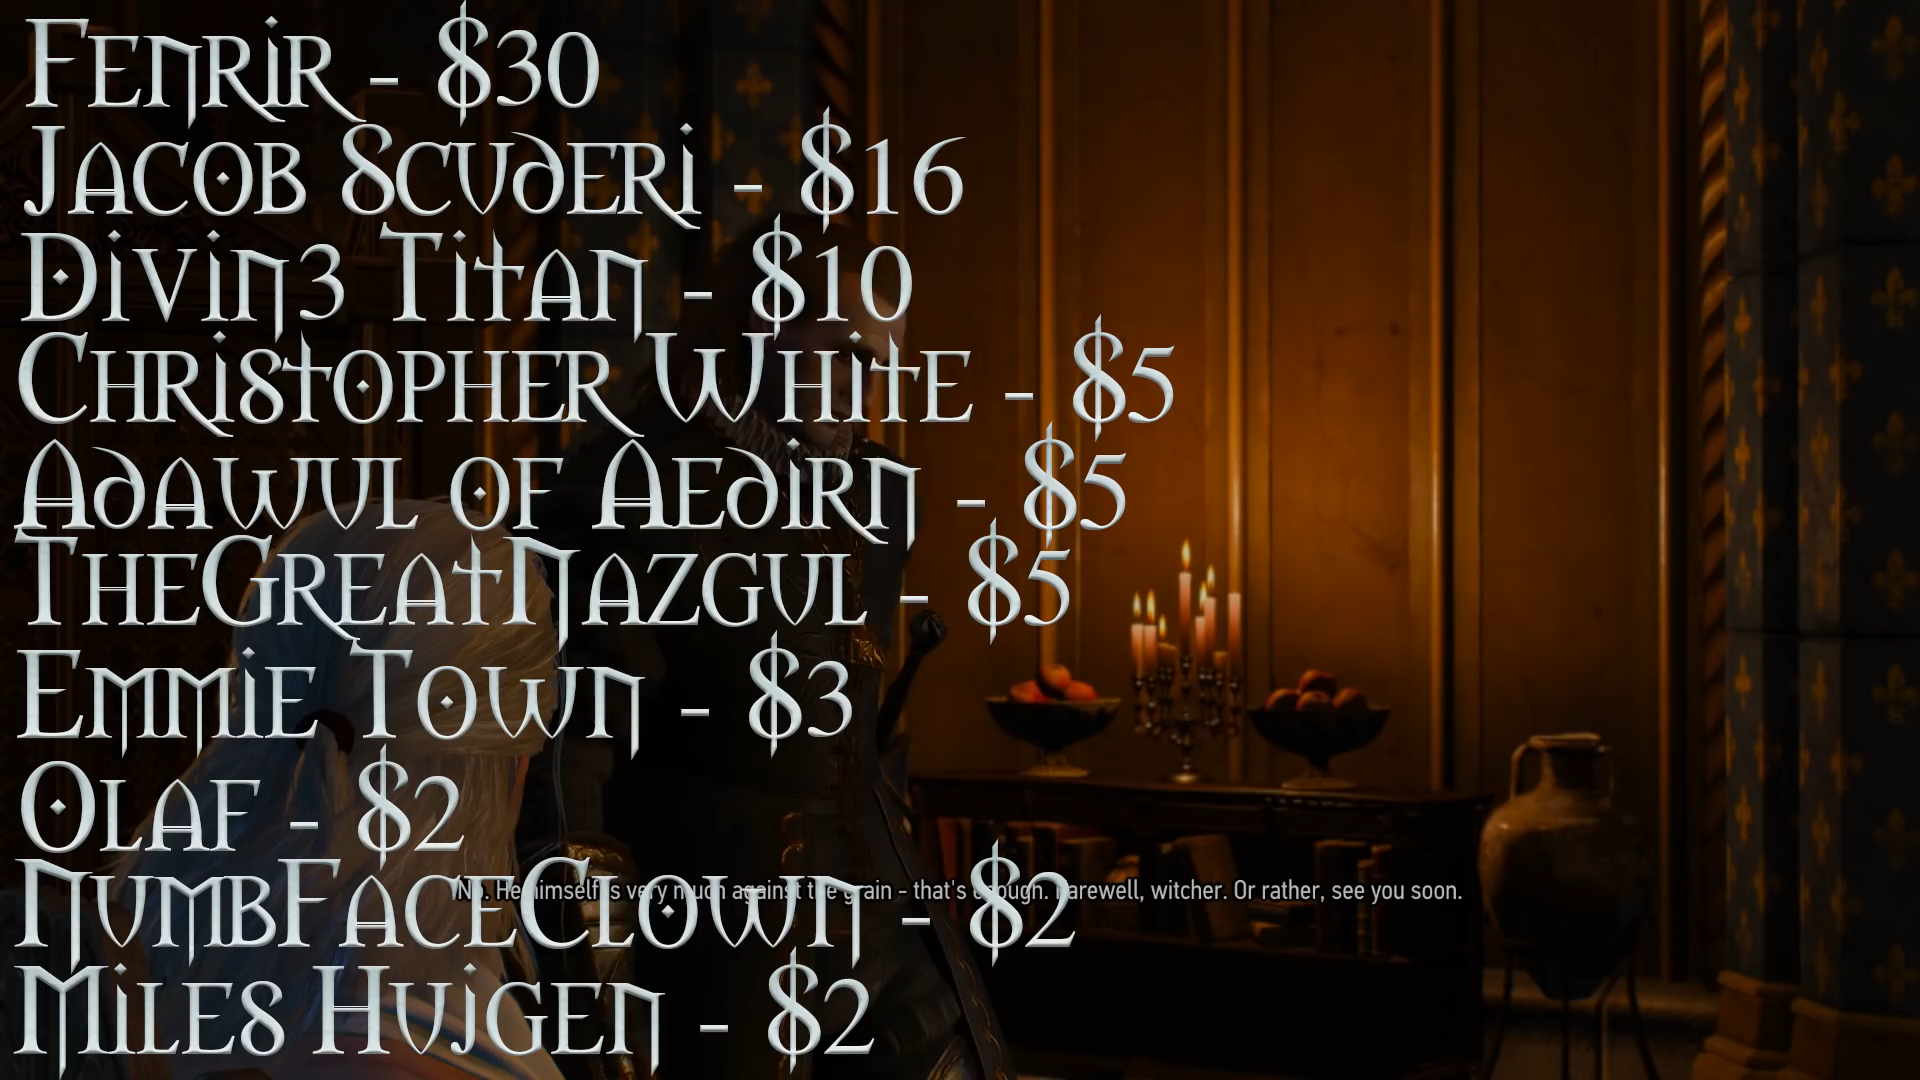 Fenrir - $30
Jacob Scuderi - $16
Divin3 Titan - $10
Christopher White - $5
Adawul of Aedirn - $5
TheGreatNazgul - $5
Emmie Town - $3
Olaf - $2
NumbFaceClown - $2
No. He himself is very much against the grain - that's enough. Farewell, witcher. Or rather, see you soon.
Miles Hujgen - $2